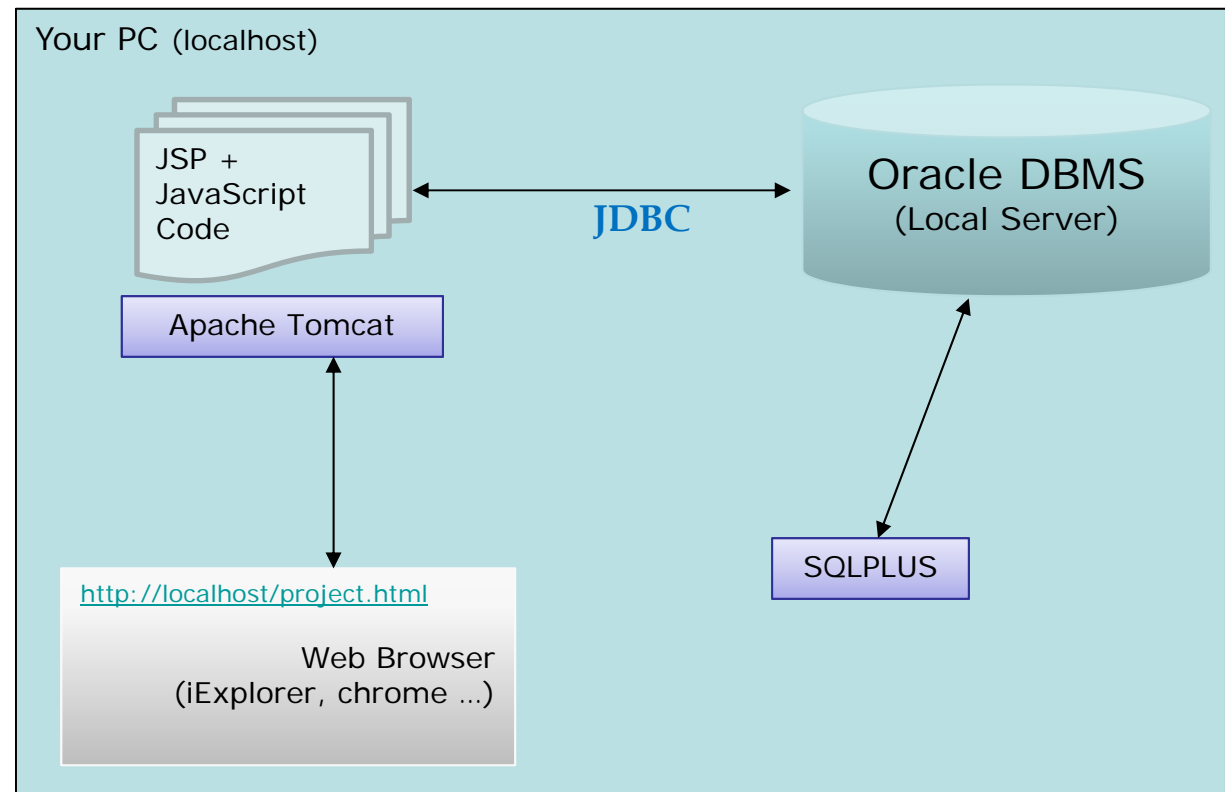 Your PC (localhost)
JSP +
JavaScript
Code
JDBC
Oracle DBMS
(Local Server)
Apache Tomcat
SQLPLUS
http://localhost/project.html
Web Browser
(iExplorer, chrome …)